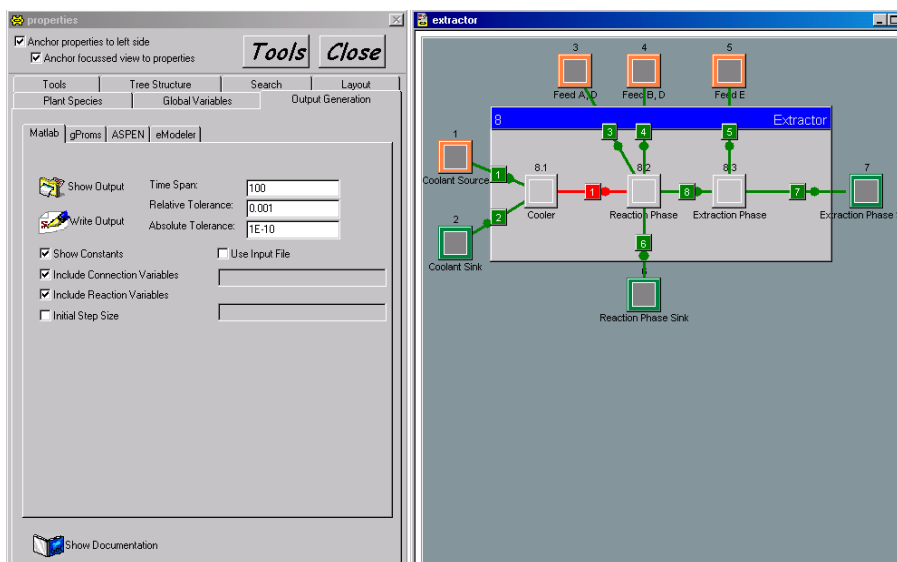 properties
Anchor properties to left side
Anchor focussed view to properties
Tools Close
Tools Tree Structure Search Layout
Plant Species Global Variables Output Generation
Matlab gProms ASPEN eModeler
Show Output Time Span: 100
Relative Tolerance: 0.001
Write Output
Absolute Tolerance: 1E-10
Show Constants Use Input File
Include Connection Variables
Include Reaction Variables
Initial Step Size
Show Documentation
extractor
3 4 5
Feed A, D Feed B, D Feed E
8 Extractor
3 4 5
1 8.1 8.2 8.3 7
1
Coolant Source
1 8 7
Cooler Reaction Phase Extraction Phase Extraction Phase
2 2
6
Coolant Sink
Reaction Phase Sink